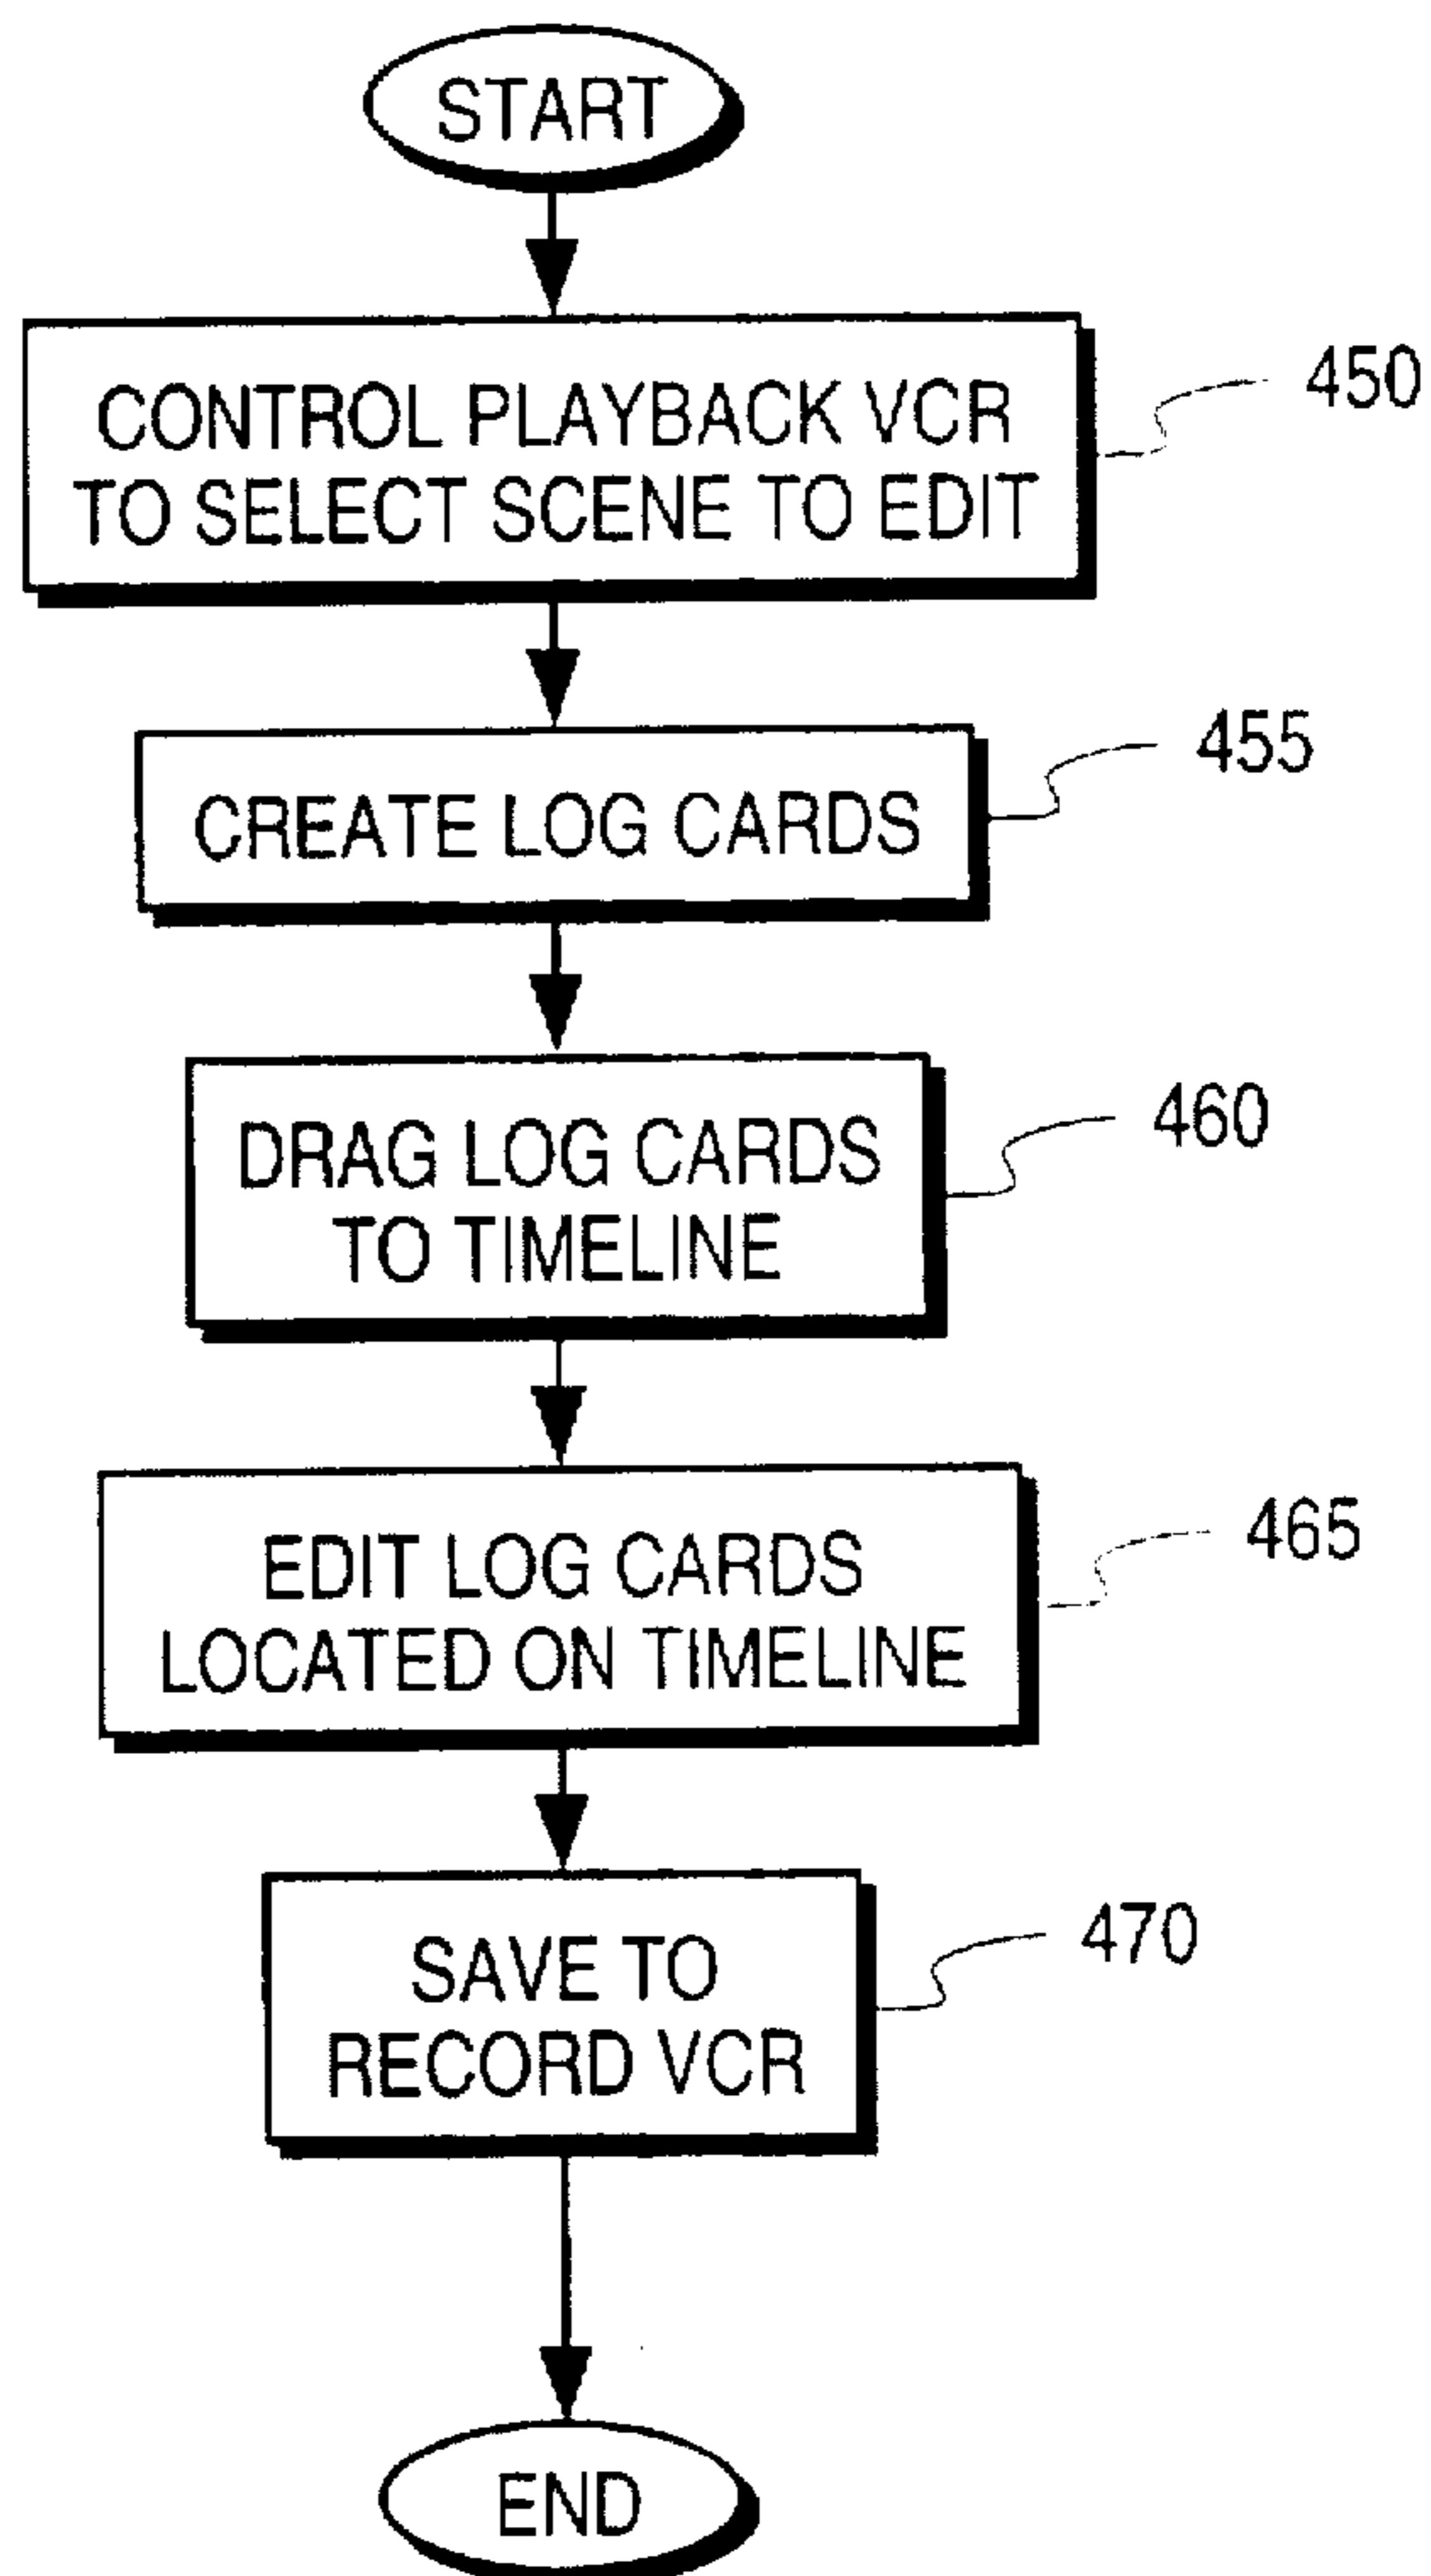 START
CONTROL PLAYBACK VCR
TO SELECT SCENE TO EDIT
450
CREATE LOG CARDS
455
DRAG LOG CARDS
TO TIMELINE
460
EDIT LOG CARDS
LOCATED ON TIMELINE
465
SAVE TO
RECORD VCR
470
END